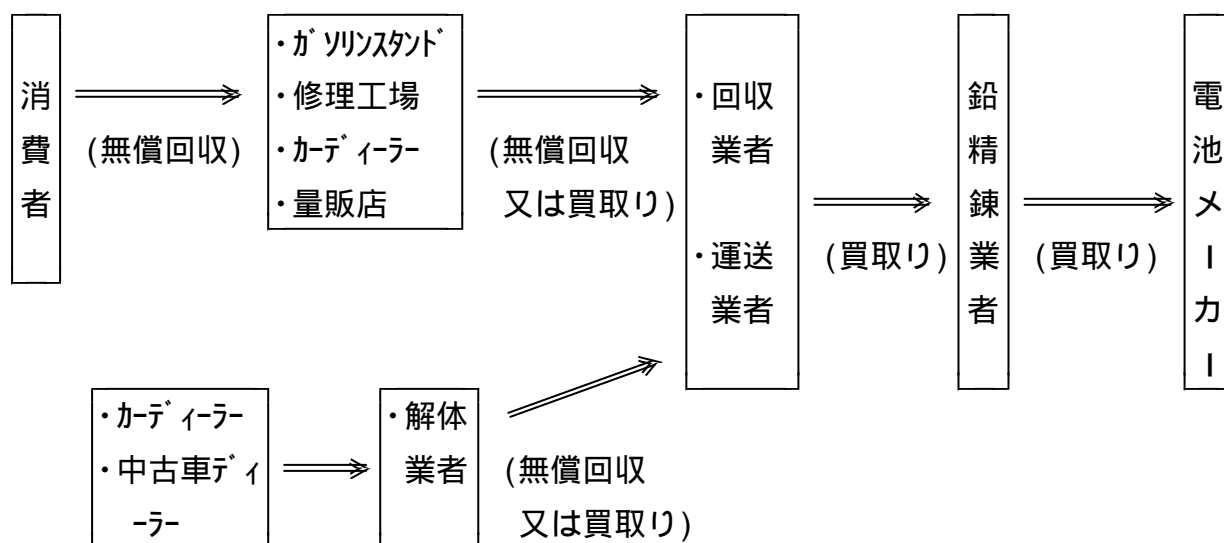 消費者
(無償回収)
・ガソリンスタンド
・修理工場
・カーディーラー
・量販店
(無償回収
又は買取り)
・回収
業者
・運送
業者
(買取り)
鉛精錬業者
(買取り)
電池メーカー
・カーディーラー
・中古車ディ
ーラー
・解体
業者
(無償回収
又は買取り)